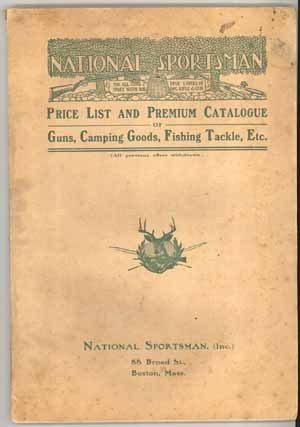 NATIONAL SPORTSMAN
PRICE LIST AND PREMIUM CATALOGUE
OF
GUNS, CAMPING GOODS, FISHING TACKLE, ETC.
(All previous offers withdrawn.)
NATIONAL SPORTSMAN, (Inc.)
88 Broad St.,
Boston, Mass.